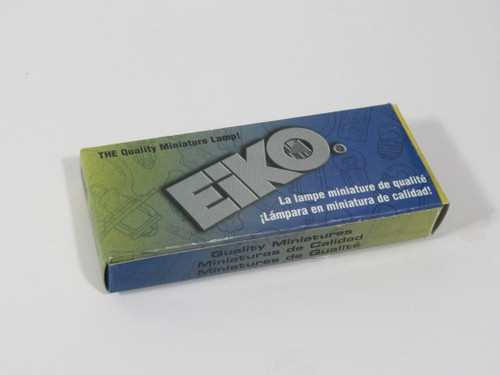 THE Quality Miniature Lamp!
EiKO®
La lampe miniature de qualité
¡Lámpara en miniatura de calidad!
Quality Miniatures
Miniaturas de Calidad
Miniatures de Qualité